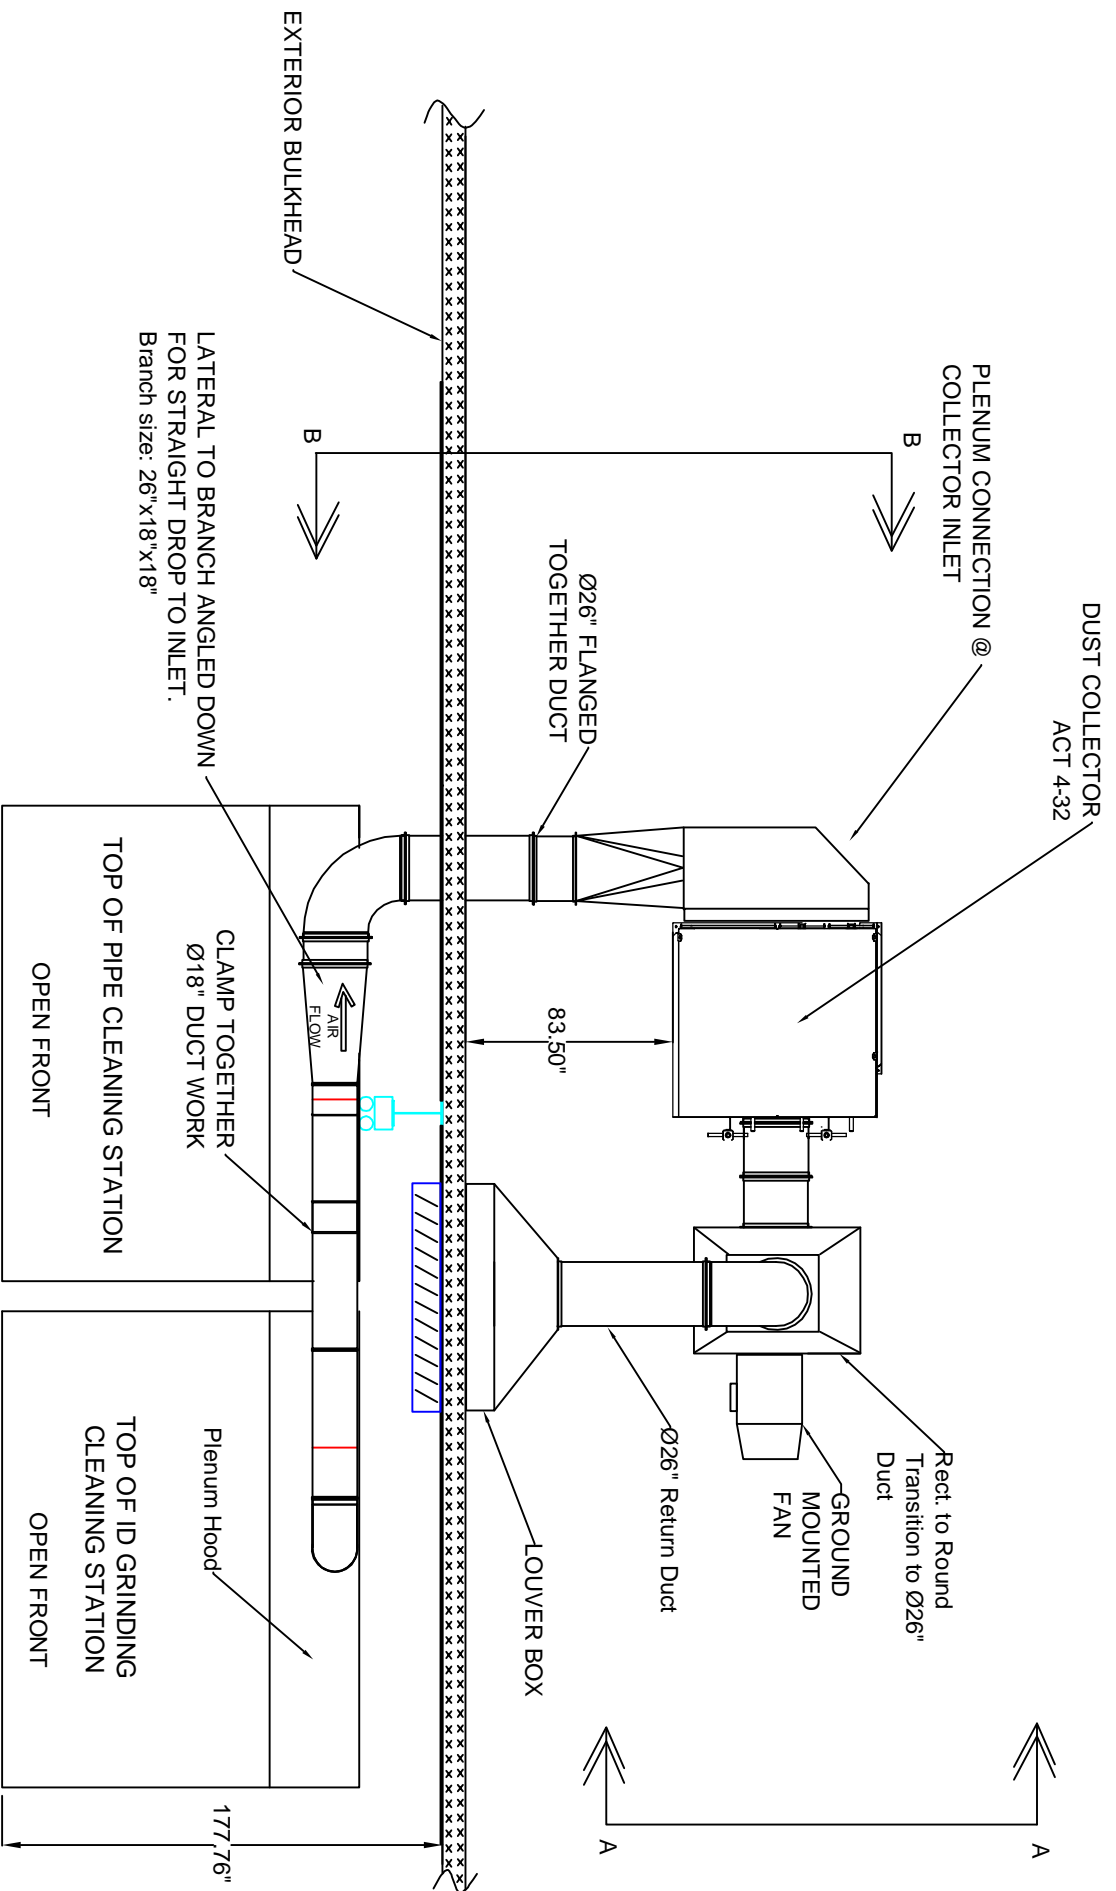 DUST COLLECTOR
ACT 4-32
PLENUM CONNECTION @
COLLECTOR INLET
B
B
A
A
EXTERIOR BULKHEAD
Ø26" FLANGED
TOGETHER DUCT
83.50"
Rect. to Round
Transition to Ø26"
Duct
GROUND
MOUNTED
FAN
Ø26" Return Duct
LOUVER BOX
LATERAL TO BRANCH ANGLED DOWN
FOR STRAIGHT DROP TO INLET.
Branch size: 26"x18"x18"
AIR
FLOW
CLAMP TOGETHER
Ø18" DUCT WORK
TOP OF PIPE CLEANING STATION
OPEN FRONT
Plenum Hood
TOP OF ID GRINDING
CLEANING STATION
OPEN FRONT
177.76"